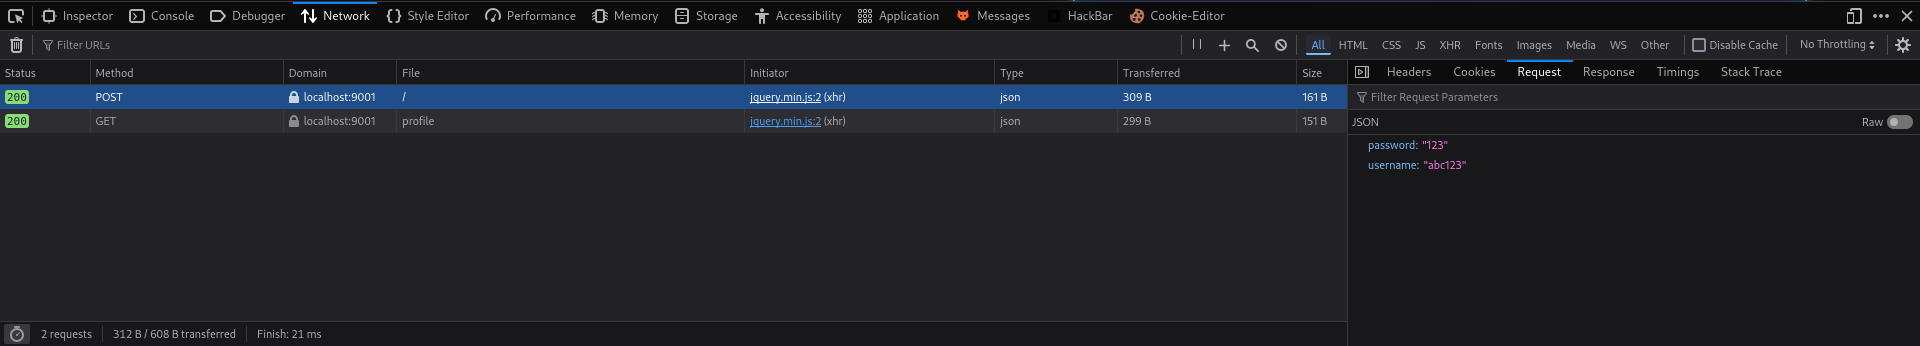 Inspector Console Debugger Network Style Editor Performance Memory Storage Accessibility Application Messages HackBar Cookie-Editor
Filter URLs All HTML CSS JS XHR Fonts Images Media WS Other Disable Cache No Throttling
Status Method Domain File Initiator Type Transferred Size
200 POST localhost:9001 / jquery.min.js:2 (xhr) json 309 B 161 B
200 GET localhost:9001 profile jquery.min.js:2 (xhr) json 299 B 151 B
Headers Cookies Request Response Timings Stack Trace
Filter Request Parameters
JSON Raw
password: "123"
username: "abc123"
2 requests 312 B / 608 B transferred Finish: 21 ms